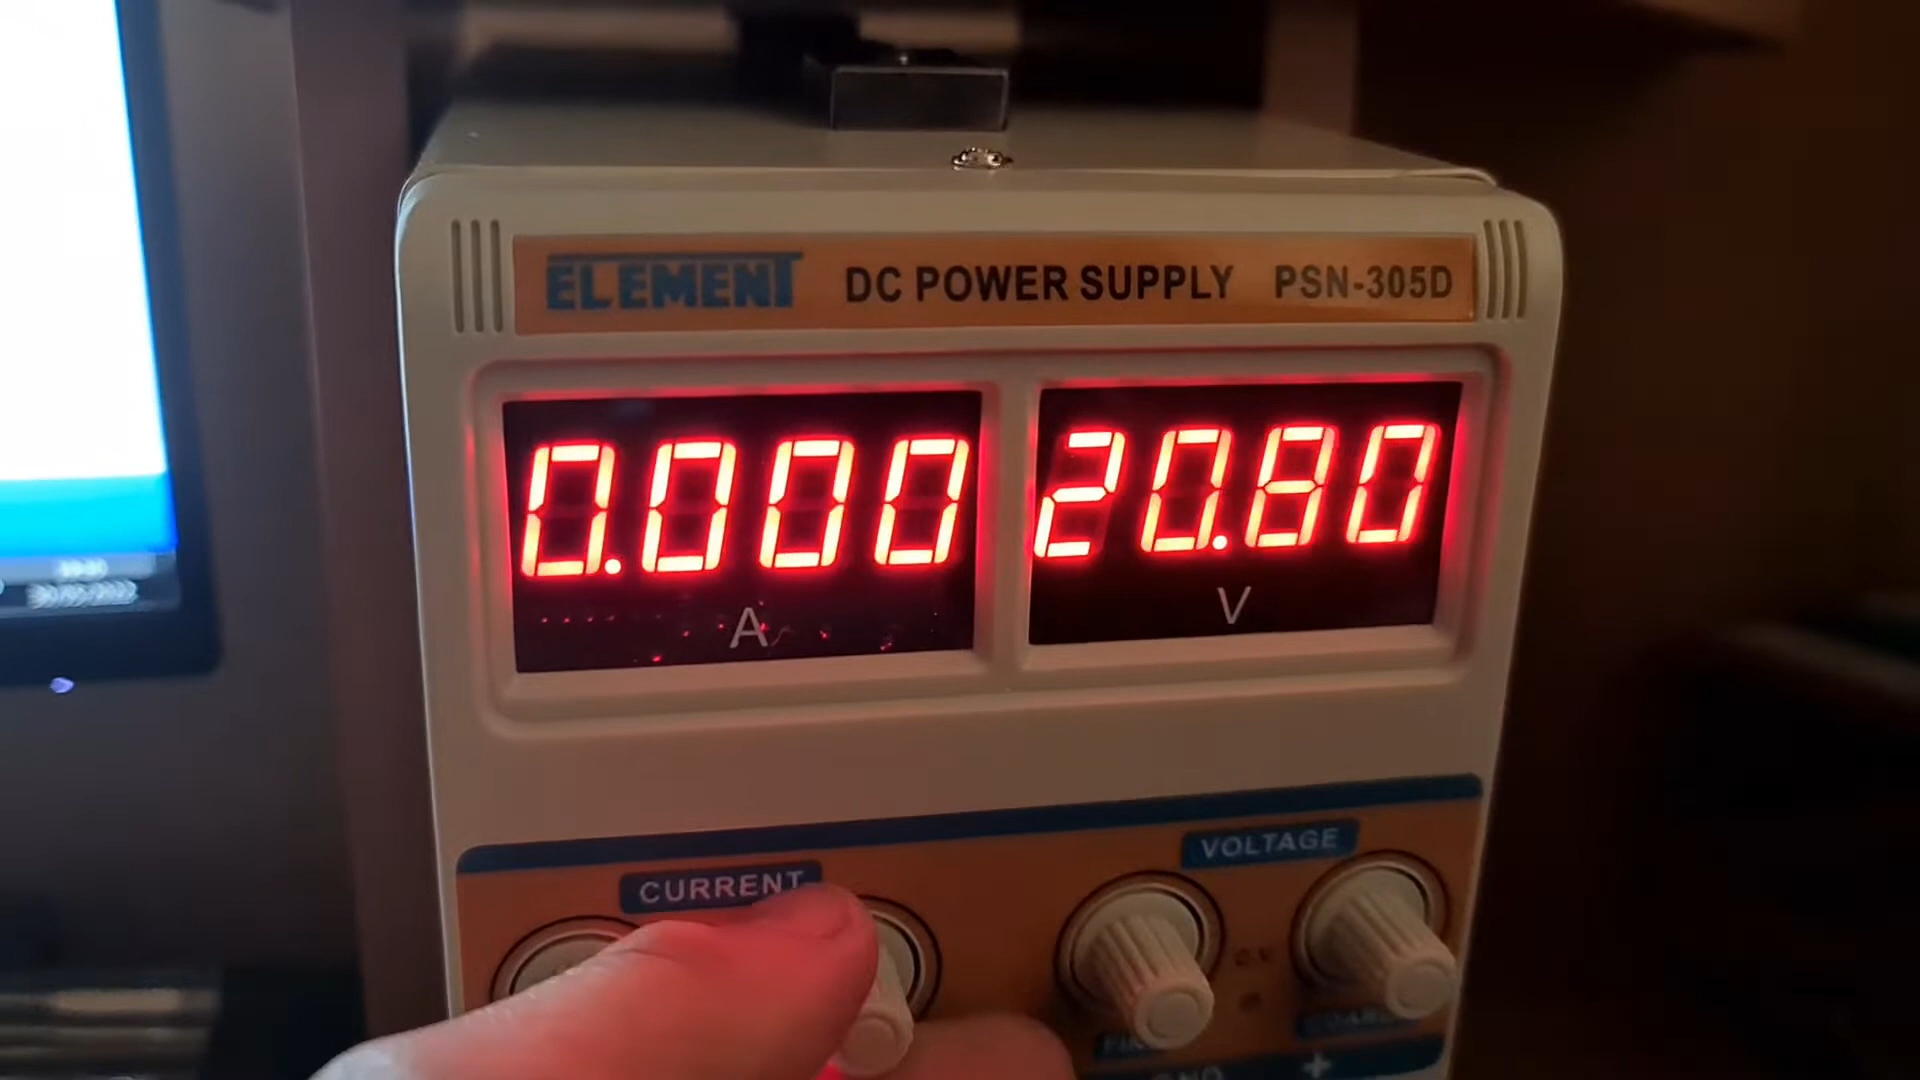 ELEMENT DC POWER SUPPLY PSN-305D
0.000 20.80
A V
CURRENT VOLTAGE